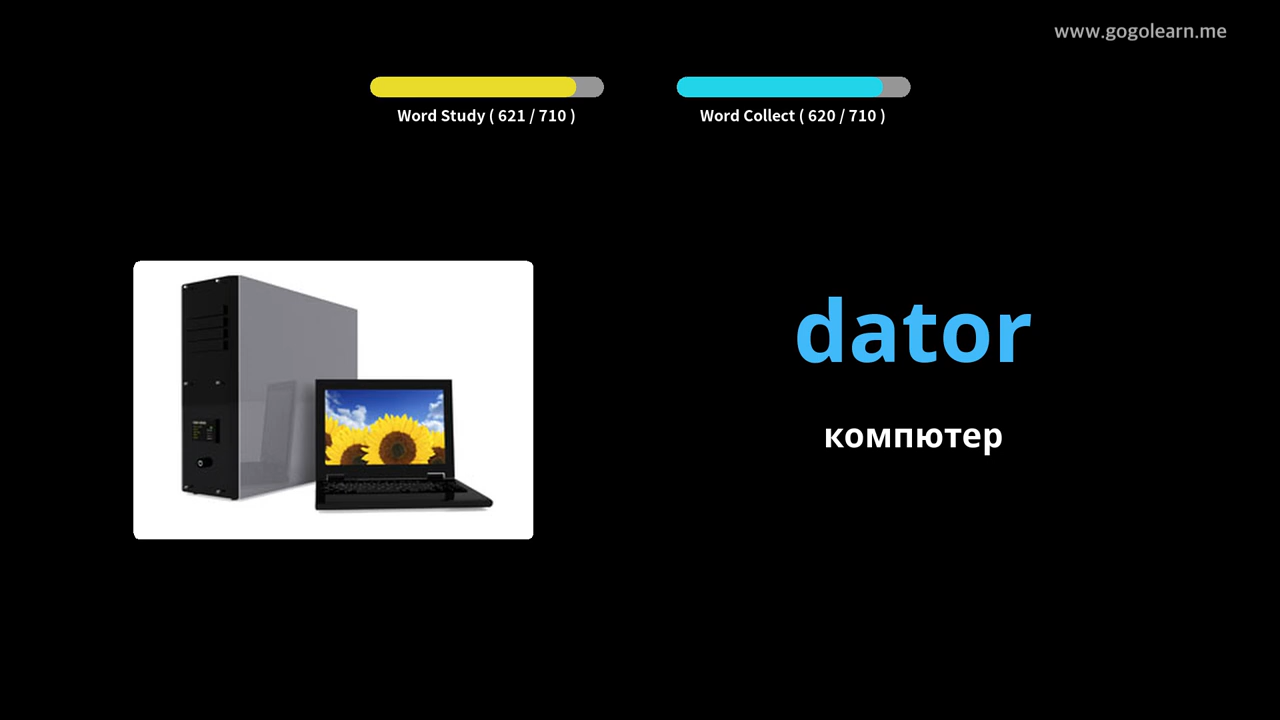 www.gogolearn.me
Word Study ( 621 / 710 )
Word Collect ( 620 / 710 )
dator
компютер